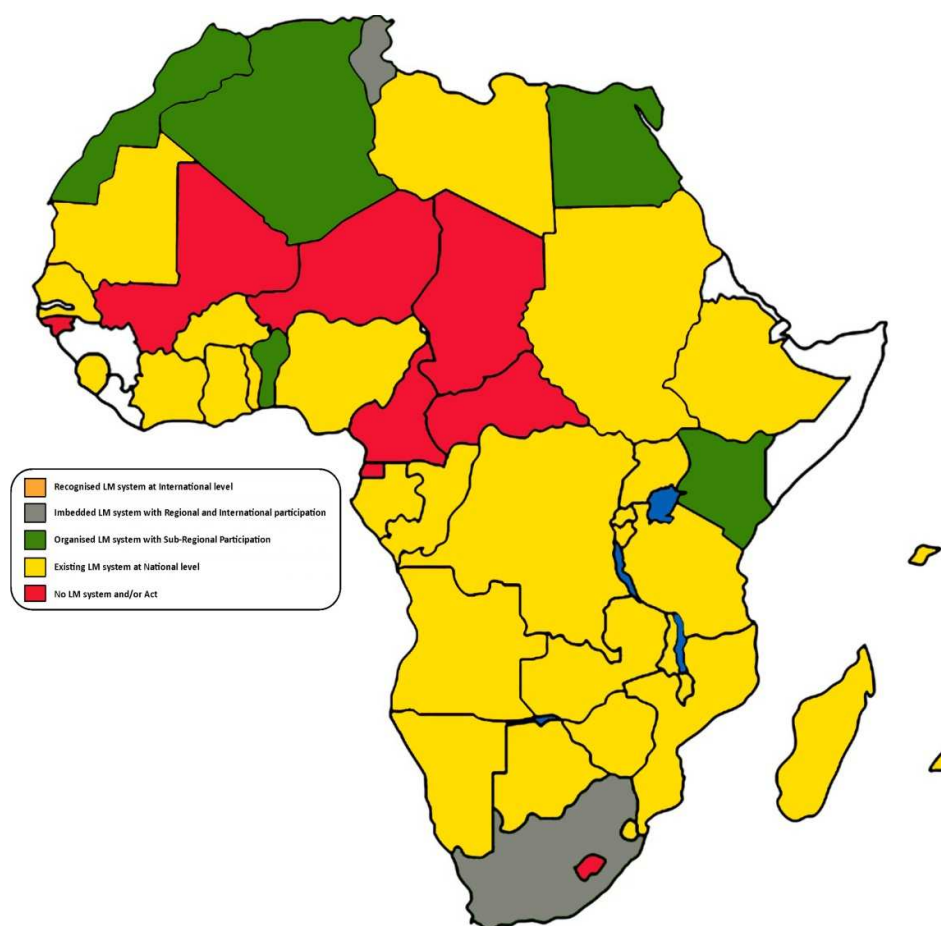 Recognised LM system at International level
Imbedded LM system with Regional and International participation
Organised LM system with Sub-Regional Participation
Existing LM system at National level
No LM system and/or Act